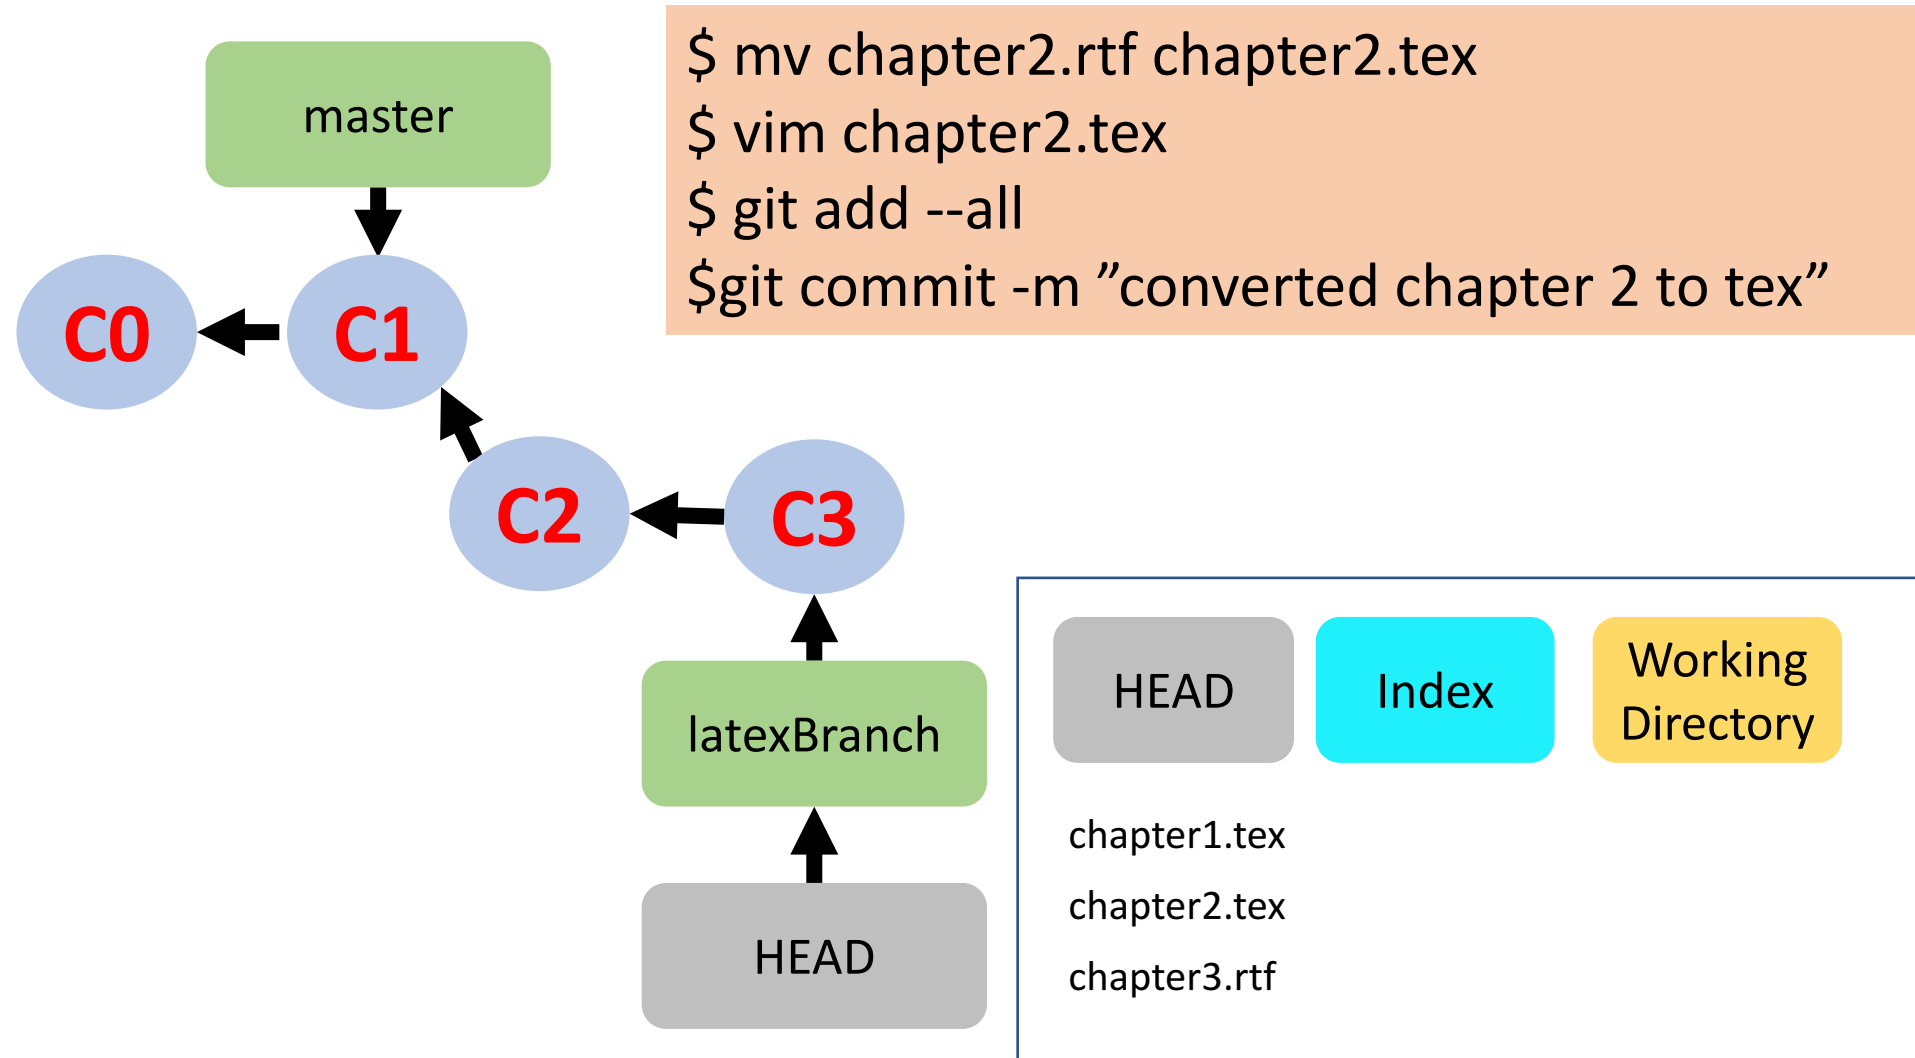 master
$ mv chapter2.rtf chapter2.tex
$ vim chapter2.tex
$ git add --all
$git commit -m ”converted chapter 2 to tex”
C0
C1
C2
C3
latexBranch
HEAD
HEAD
Index
Working
Directory
chapter1.tex
chapter2.tex
chapter3.rtf